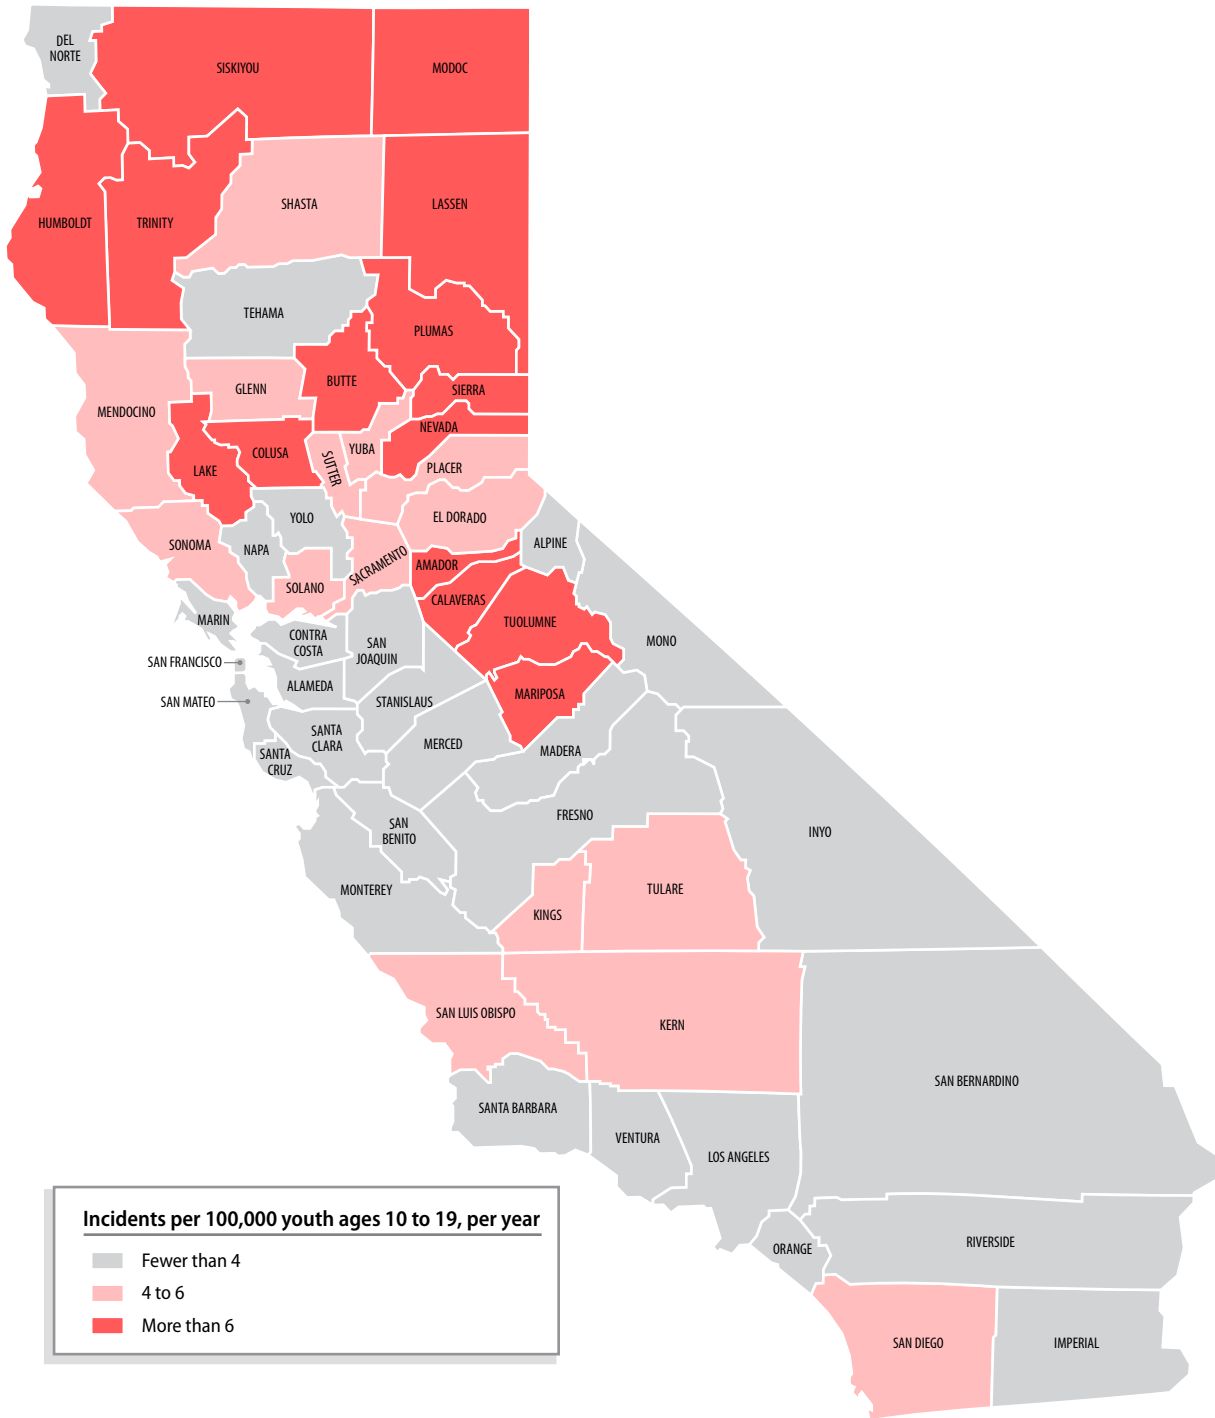 DEL
NORTE
SISKIYOU
MODOC
HUMBOLDT
TRINITY
SHASTA
LASSEN
TEHAMA
PLUMAS
GLENN
BUTTE
SIERRA
MENDOCINO
NEVADA
LAKE
COLUSA
SUTTER
YUBA
PLACER
YOLO
EL DORADO
SONOMA
NAPA
SACRAMENTO
ALPINE
AMADOR
SOLANO
CALAVERAS
MARIN
TUOLUMNE
CONTRA
COSTA
SAN
JOAQUIN
MONO
SAN FRANCISCO
ALAMEDA
SAN MATEO
STANISLAUS
MARIPOSA
SANTA
CLARA
MERCED
MADERA
SANTA
CRUZ
FRESNO
SAN
BENITO
INYO
MONTEREY
TULARE
KINGS
SAN LUIS OBISPO
KERN
SAN BERNARDINO
SANTA BARBARA
VENTURA
LOS ANGELES
ORANGE
RIVERSIDE
SAN DIEGO
IMPERIAL
Incidents per 100,000 youth ages 10 to 19, per year
Fewer than 4
4 to 6
More than 6